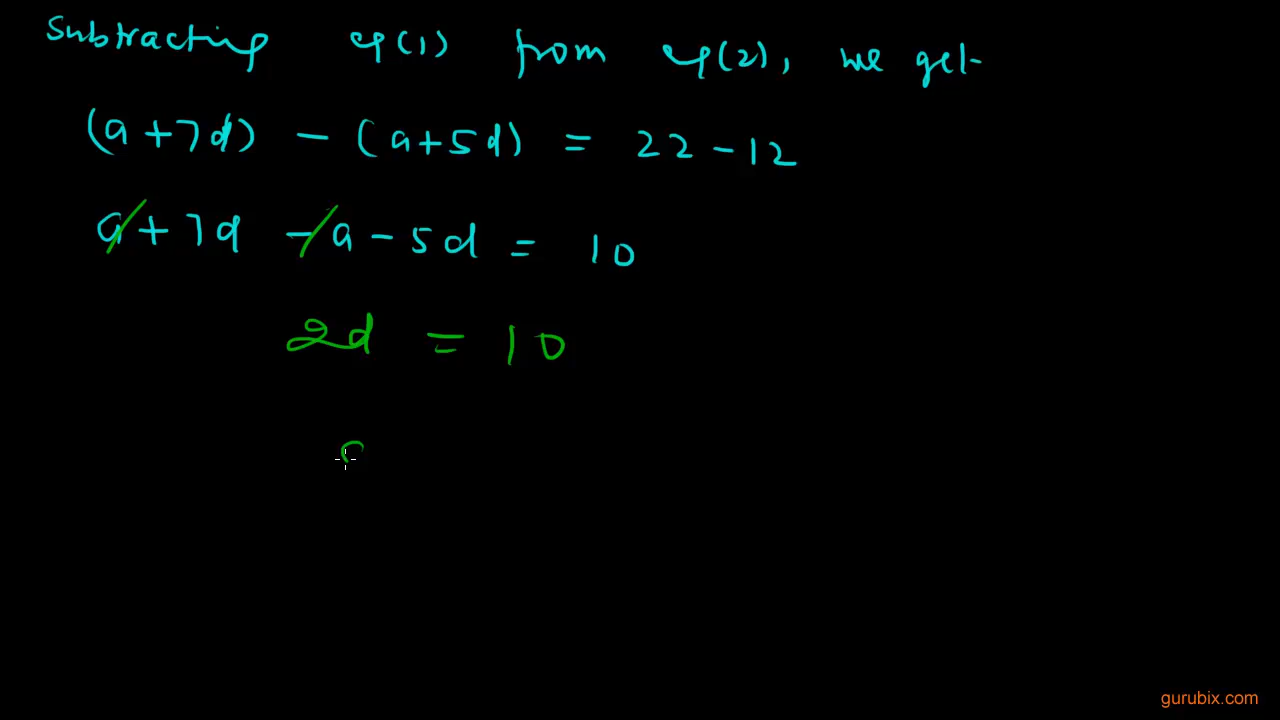 Subtracting eq(1) from eq(2), we get
(a+7d) - (a+5d) = 22-12
a + 7d - a - 5d = 10
2d = 10
gurubix.com